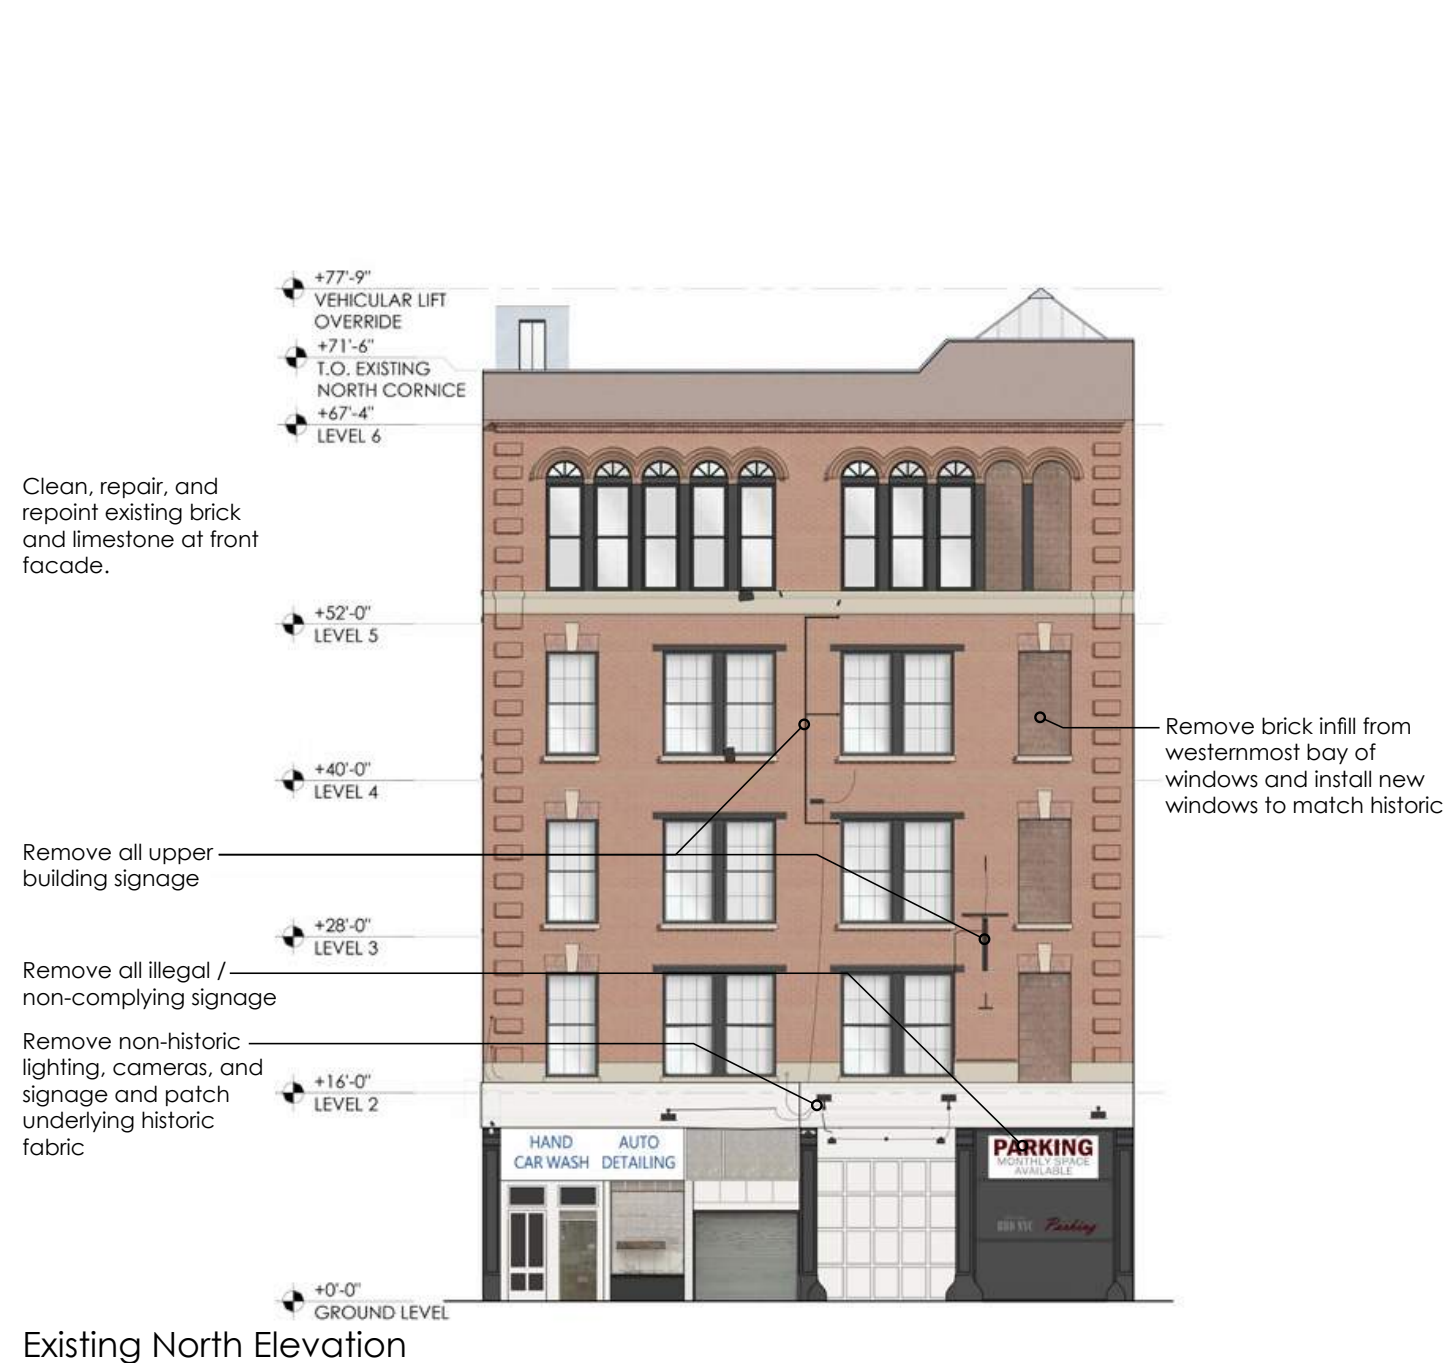 +77'-9"
VEHICULAR LIFT
OVERRIDE
+71'-6"
T.O. EXISTING
NORTH CORNICE
+67'-4"
LEVEL 6
Clean, repair, and
repoint existing brick
and limestone at front
facade.
+52'-0"
LEVEL 5
Remove brick infill from
westernmost bay of
windows and install new
windows to match historic
+40'-0"
LEVEL 4
Remove all upper
building signage
+28'-0"
LEVEL 3
Remove all illegal /
non-complying signage
Remove non-historic
lighting, cameras, and
signage and patch
underlying historic
fabric
+16'-0"
LEVEL 2
HAND
CAR WASH
AUTO
DETAILING
PARKING
MONTHLY SPACE
AVAILABLE
Parking
+0'-0"
GROUND LEVEL
Existing North Elevation